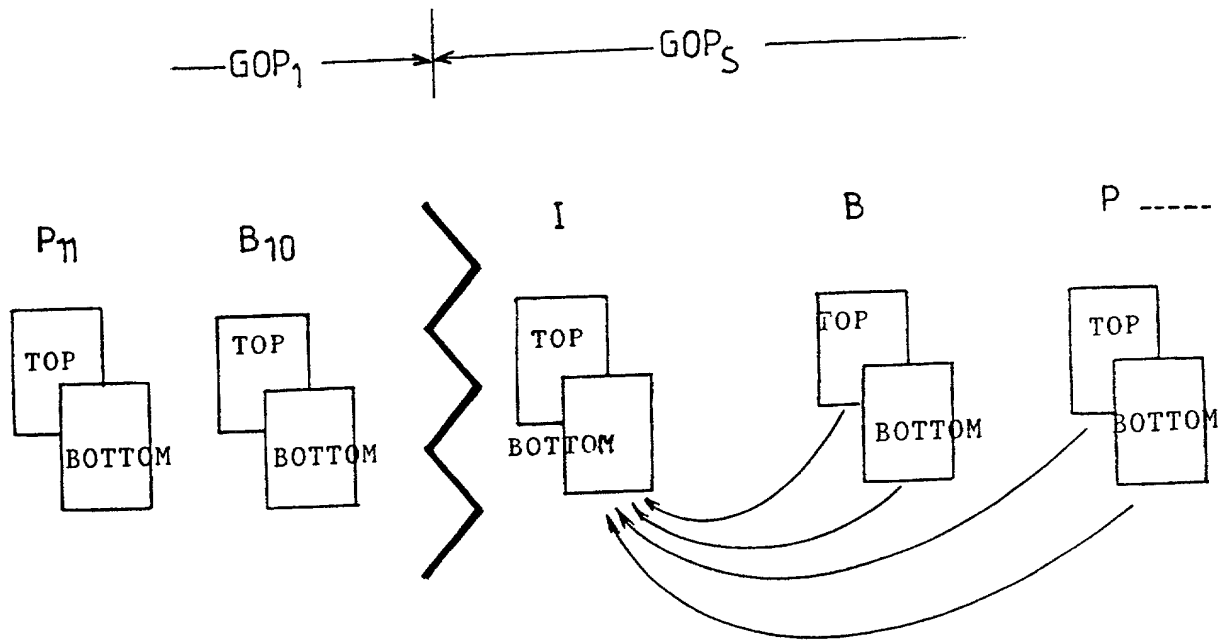 GOP₁ GOPS
P₁₁ B₁₀ I B P -----
TOP TOP TOP TOP TOP
BOTTOM BOTTOM BOTTOM BOTTOM BOTTOM